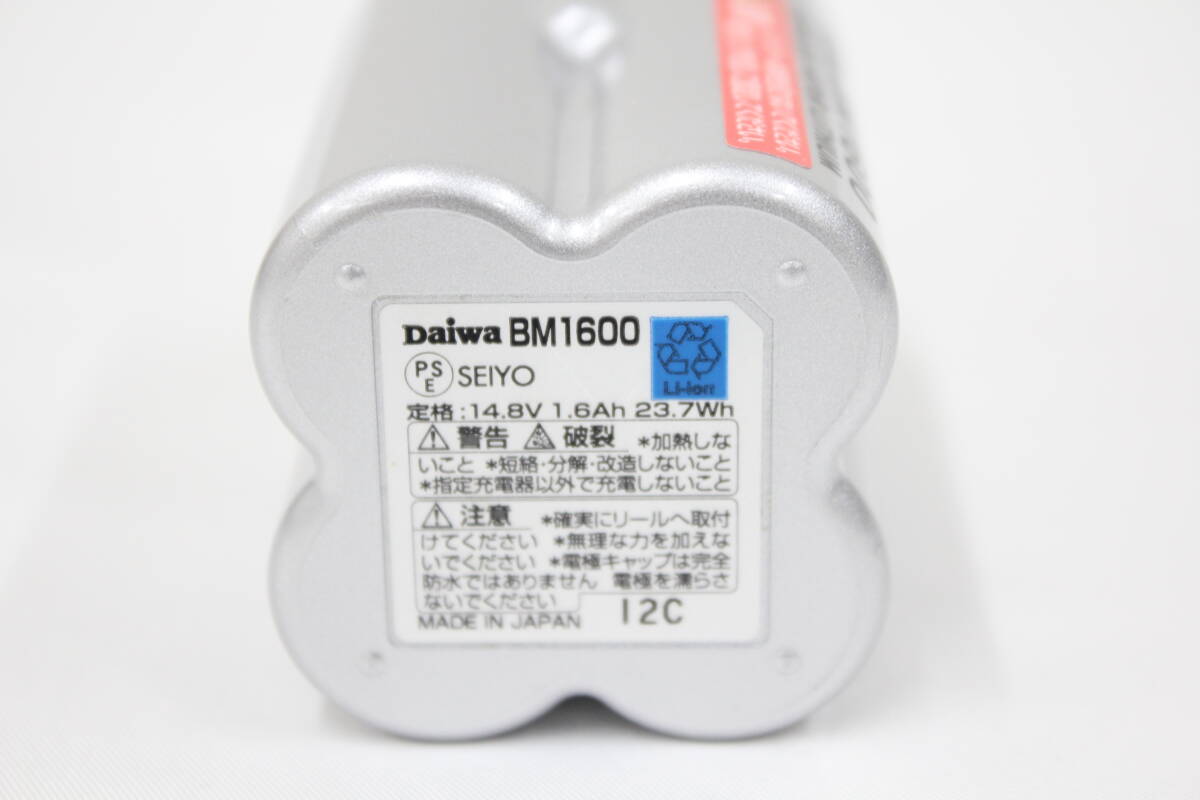 Daiwa BM1600
Li-ion
PS
E
SEIYO
定格:14.8V 1.6Ah 23.7Wh
警告 破裂 *加熱しな
いこと *短絡・分解・改造しないこと
*指定充電器以外で充電しないこと
注意 *確実にリールへ取付
けてください *無理な力を加えな
いでください *電極キャップは完全
防水ではありません 電極を濡らさ
ないでください
MADE IN JAPAN
12C